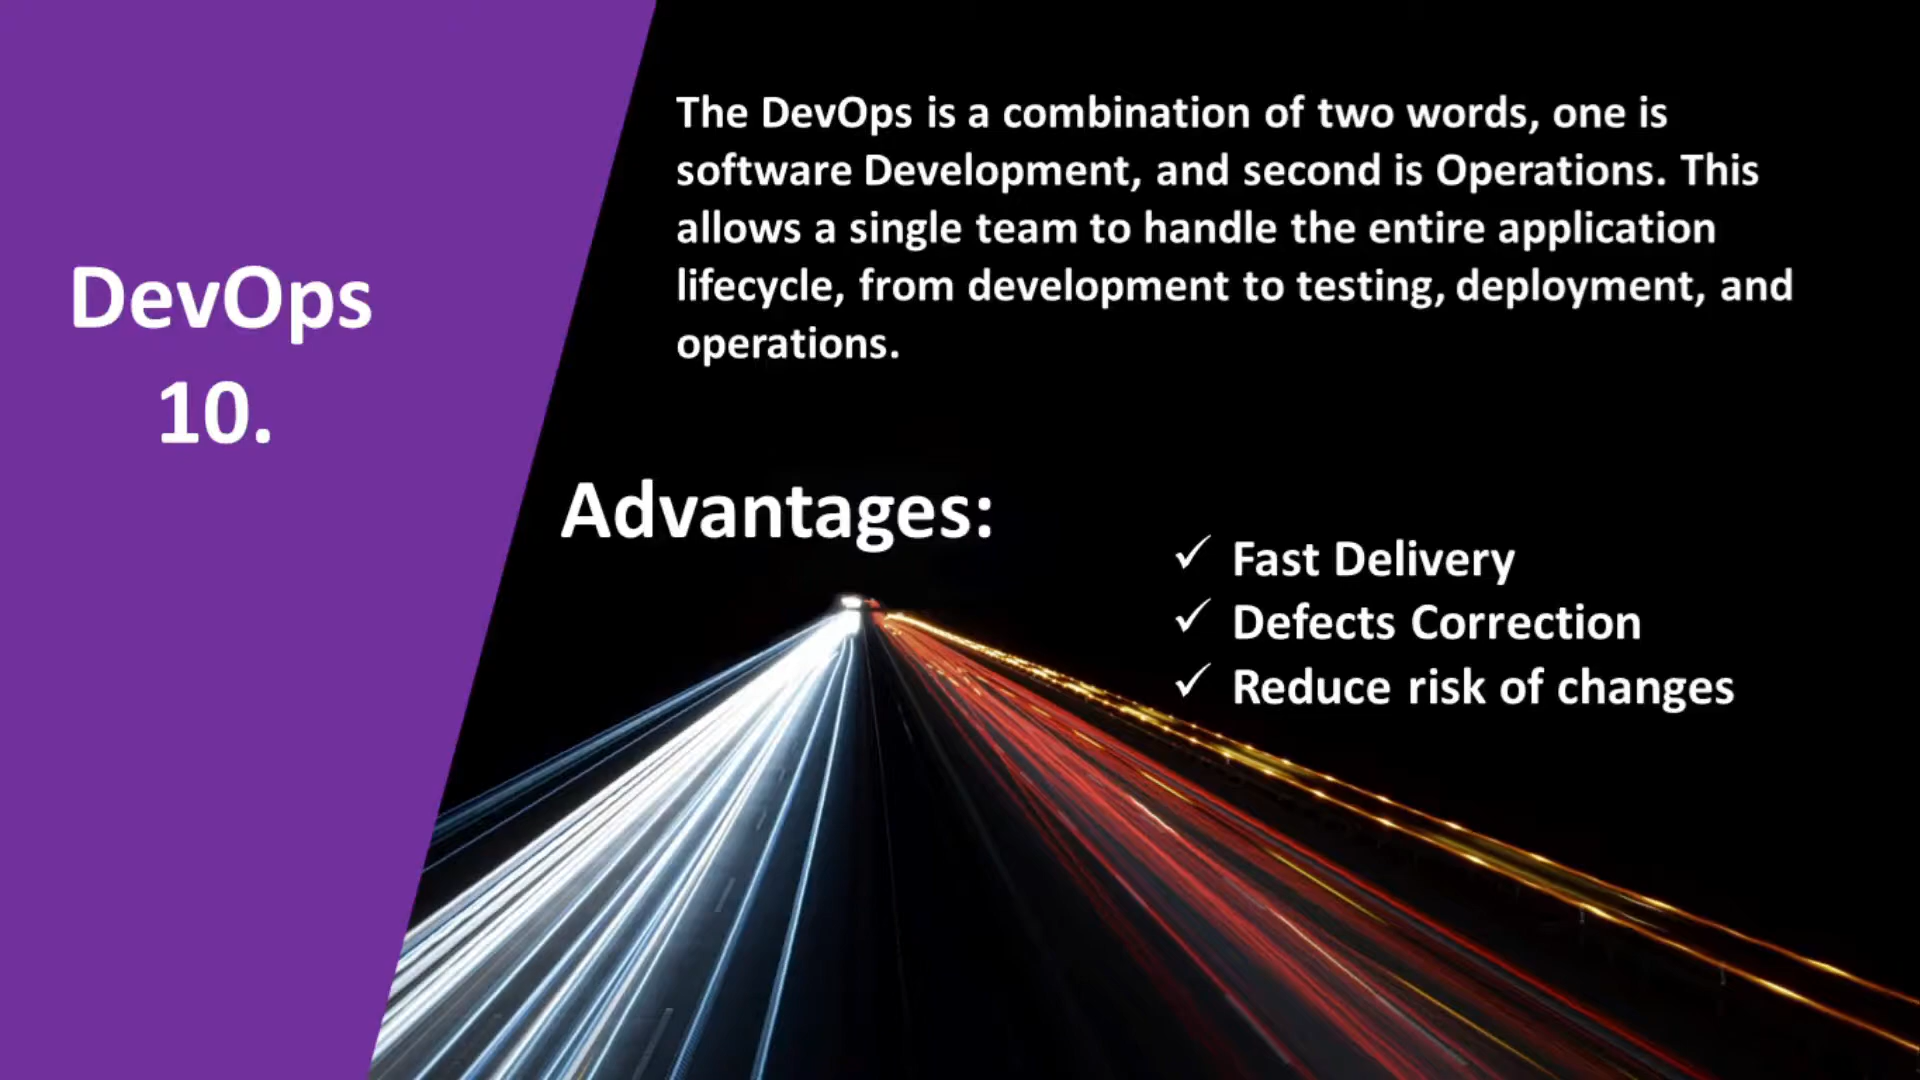 DevOps
10.
The DevOps is a combination of two words, one is
software Development, and second is Operations. This
allows a single team to handle the entire application
lifecycle, from development to testing, deployment, and
operations.
Advantages:
✓ Fast Delivery
✓ Defects Correction
✓ Reduce risk of changes